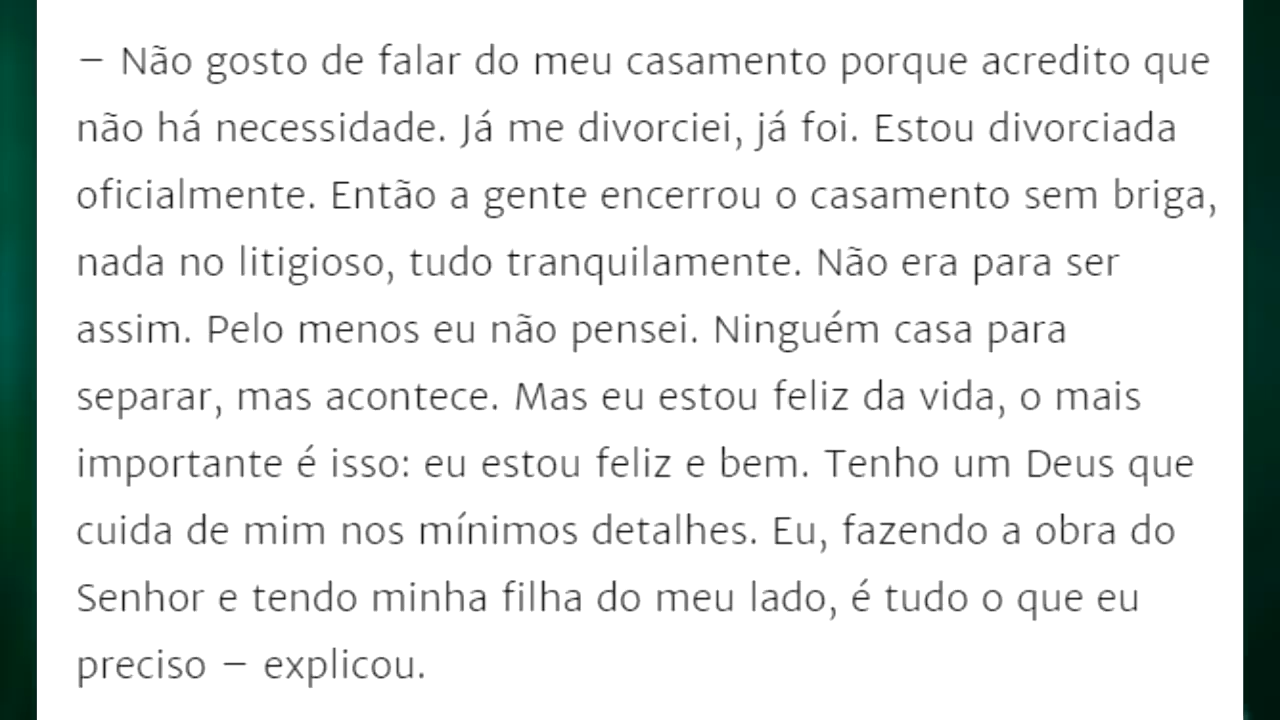 – Não gosto de falar do meu casamento porque acredito que
não há necessidade. Já me divorciei, já foi. Estou divorciada
oficialmente. Então a gente encerrou o casamento sem briga,
nada no litigioso, tudo tranquilamente. Não era para ser
assim. Pelo menos eu não pensei. Ninguém casa para
separar, mas acontece. Mas eu estou feliz da vida, o mais
importante é isso: eu estou feliz e bem. Tenho um Deus que
cuida de mim nos mínimos detalhes. Eu, fazendo a obra do
Senhor e tendo minha filha do meu lado, é tudo o que eu
preciso – explicou.